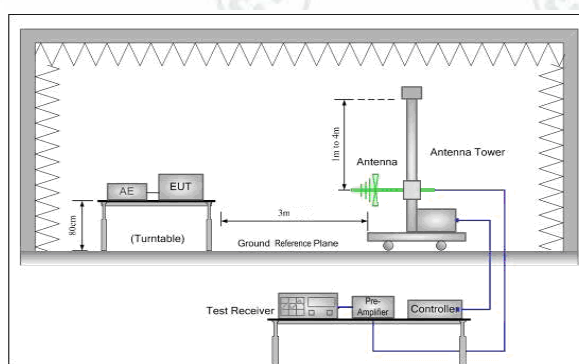 1m to 4m
Antenna
Antenna Tower
AE
EUT
80cm
(Turntable)
3m
Ground Reference Plane
Test Receiver
Pre-
Amplifier
Controller